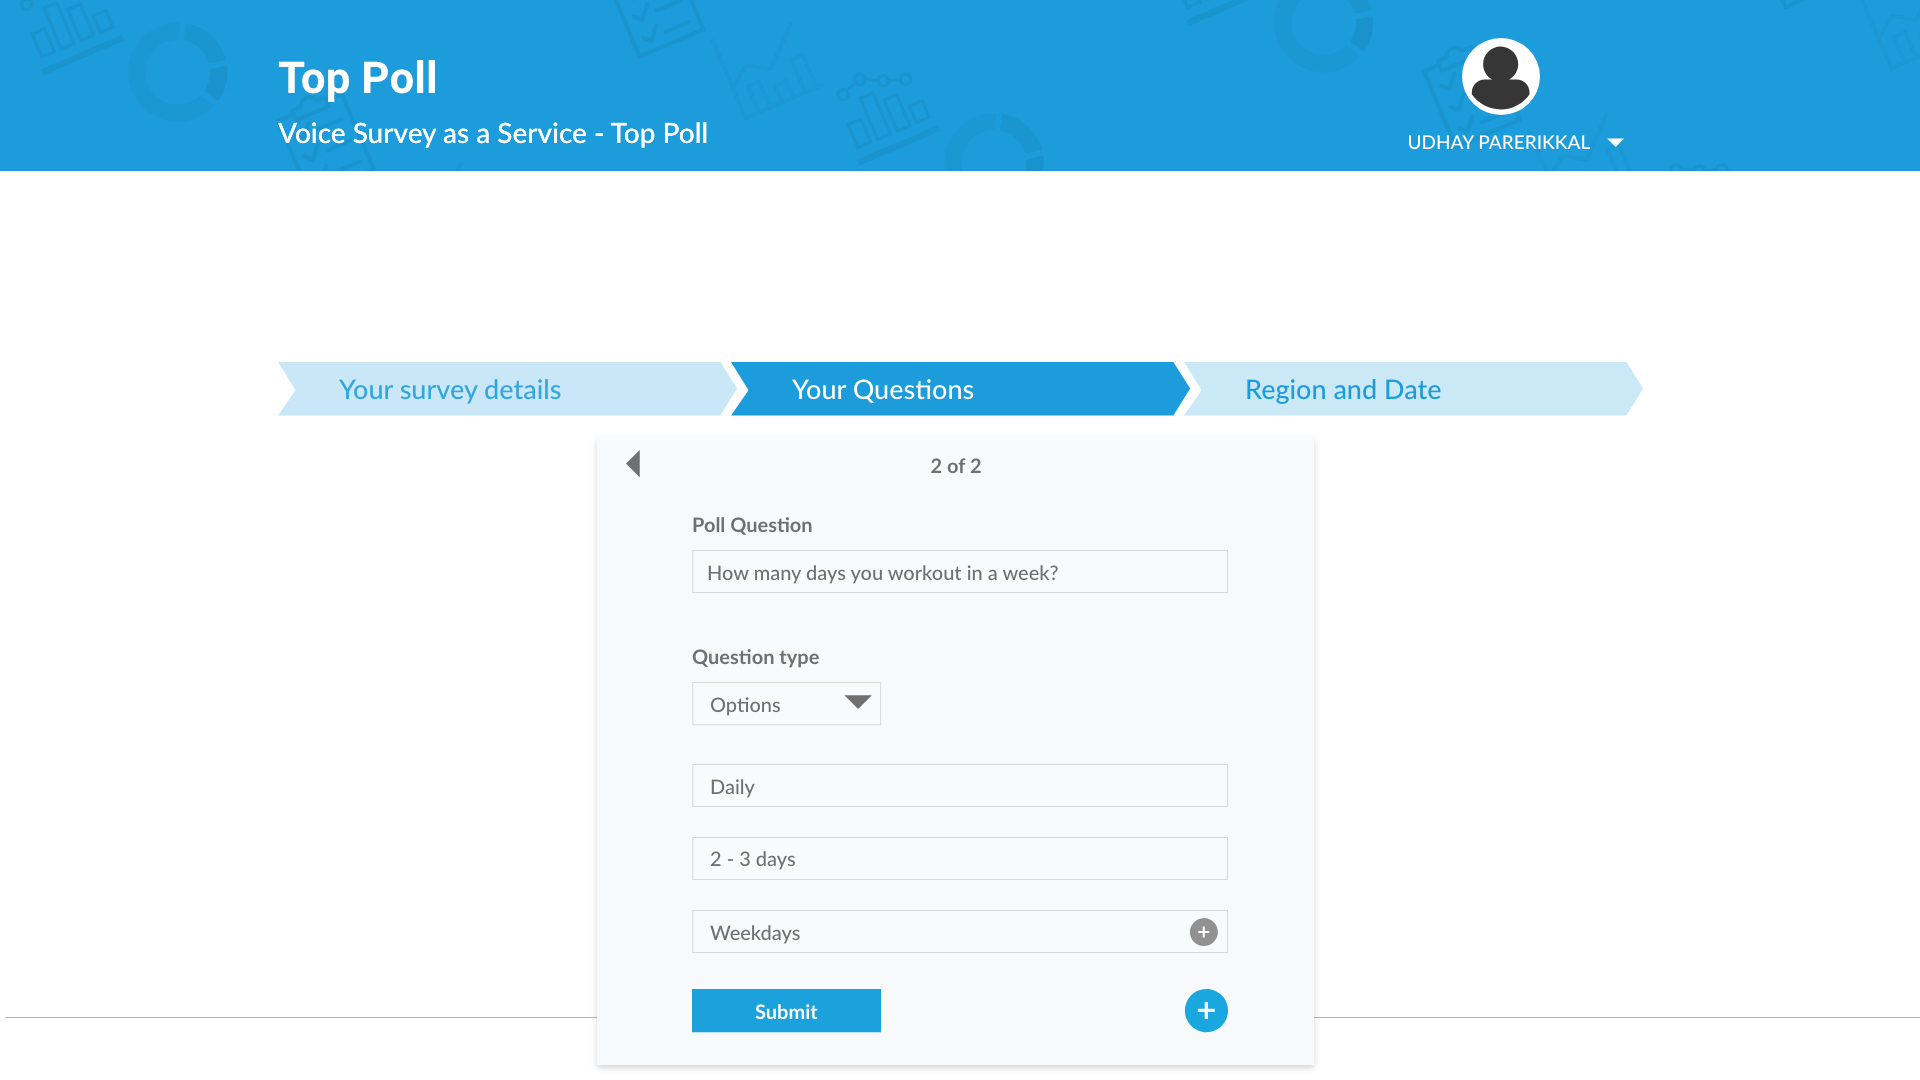 Top Poll
Voice Survey as a Service - Top Poll
UDHAY PARERIKKAL
Your survey details
Your Questions
Region and Date
2 of 2
Poll Question
How many days you workout in a week?
Question type
Options
Daily
2 - 3 days
Weekdays
Submit